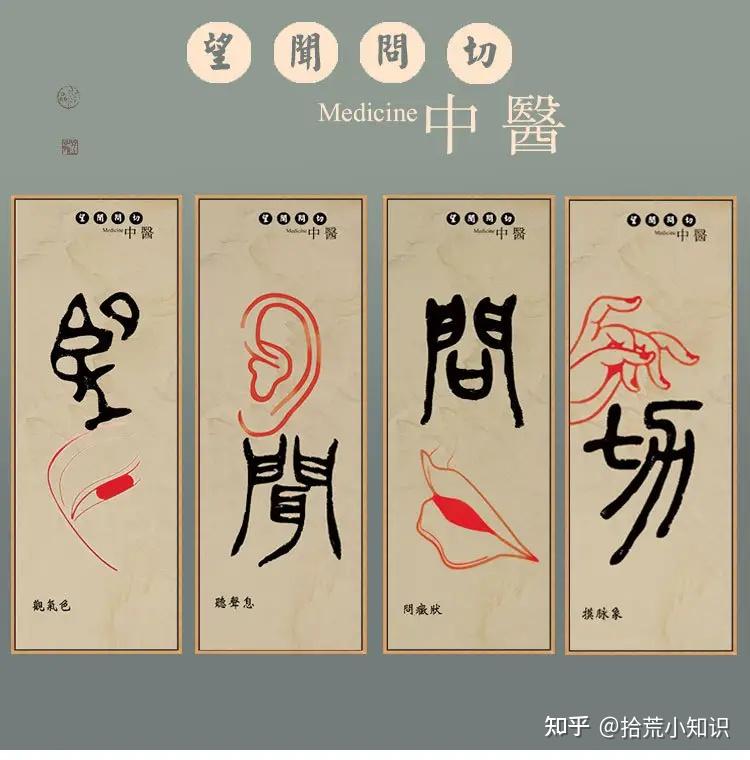 望 聞 問 切
Medicine 中 醫
望 聞 問 切
Medicine 中 醫
望
觀氣色
望 聞 問 切
Medicine 中 醫
聞
聽聲息
望 聞 問 切
Medicine 中 醫
問
問癥狀
望 聞 問 切
Medicine 中 醫
切
摸脉象
知乎 @拾荒小知识